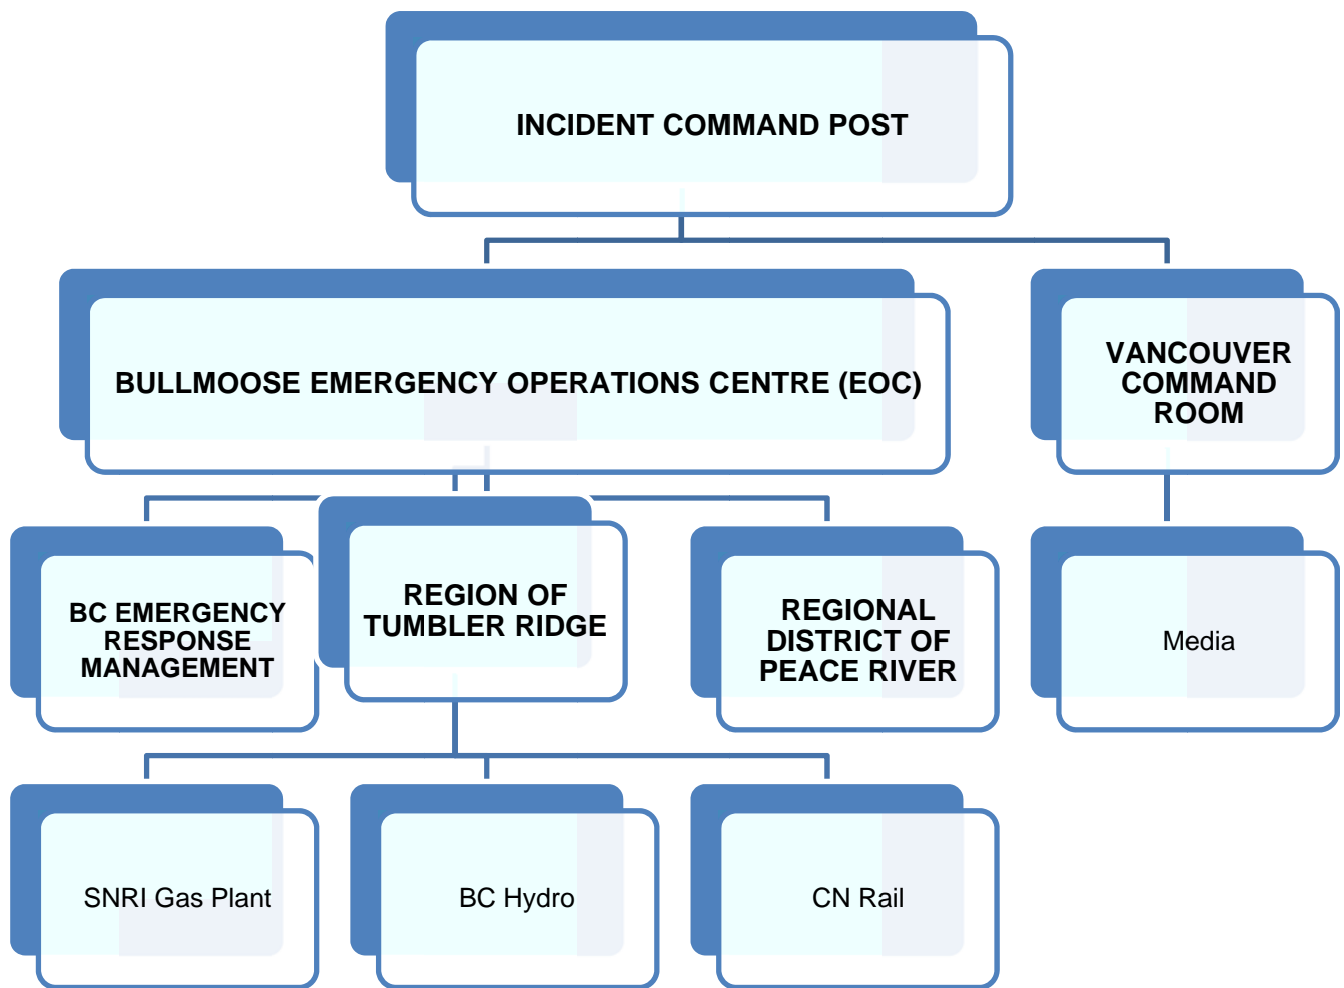 INCIDENT COMMAND POST
BULLMOOSE EMERGENCY OPERATIONS CENTRE (EOC)
VANCOUVER
COMMAND
ROOM
BC EMERGENCY
RESPONSE
MANAGEMENT
REGION OF
TUMBLER RIDGE
REGIONAL
DISTRICT OF
PEACE RIVER
Media
SNRI Gas Plant
BC Hydro
CN Rail